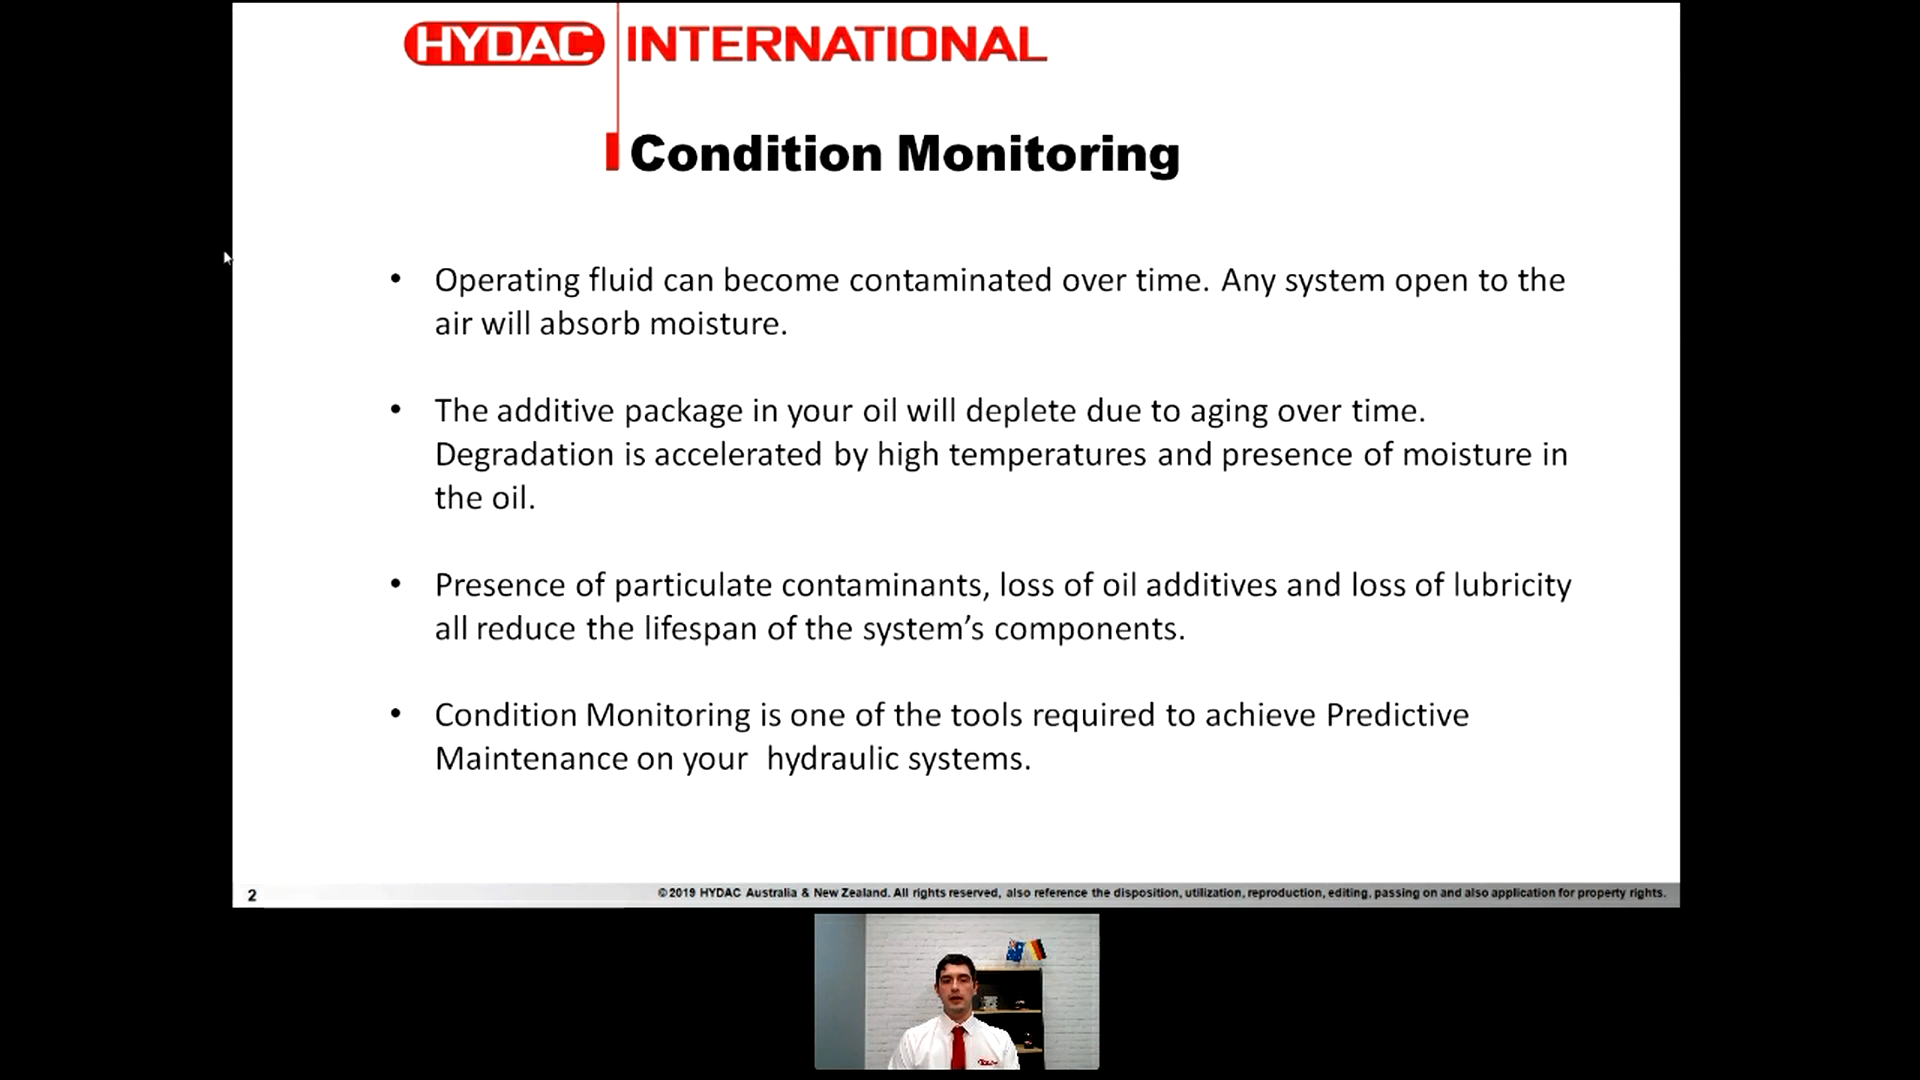 HYDAC INTERNATIONAL
Condition Monitoring
• Operating fluid can become contaminated over time. Any system open to the
air will absorb moisture.
• The additive package in your oil will deplete due to aging over time.
Degradation is accelerated by high temperatures and presence of moisture in
the oil.
• Presence of particulate contaminants, loss of oil additives and loss of lubricity
all reduce the lifespan of the system’s components.
• Condition Monitoring is one of the tools required to achieve Predictive
Maintenance on your  hydraulic systems.
2
©2019 HYDAC Australia & New Zealand. All rights reserved, also reference the disposition, utilization, reproduction, editing, passing on and also application for property rights.